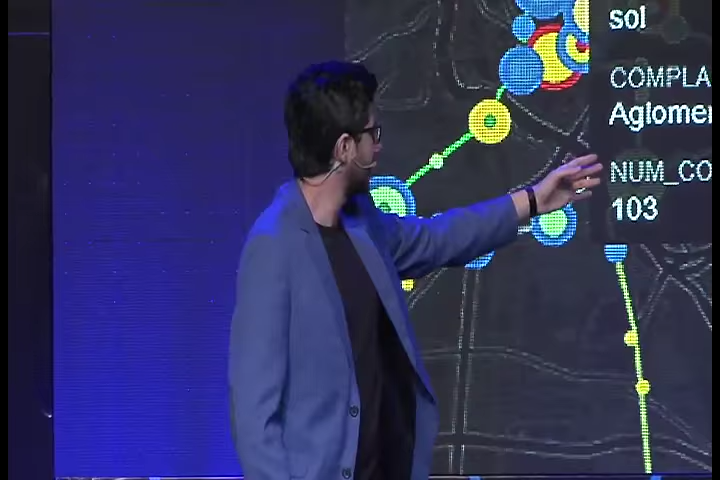 sol
COMPLA
Aglomer
NUM_CO
103